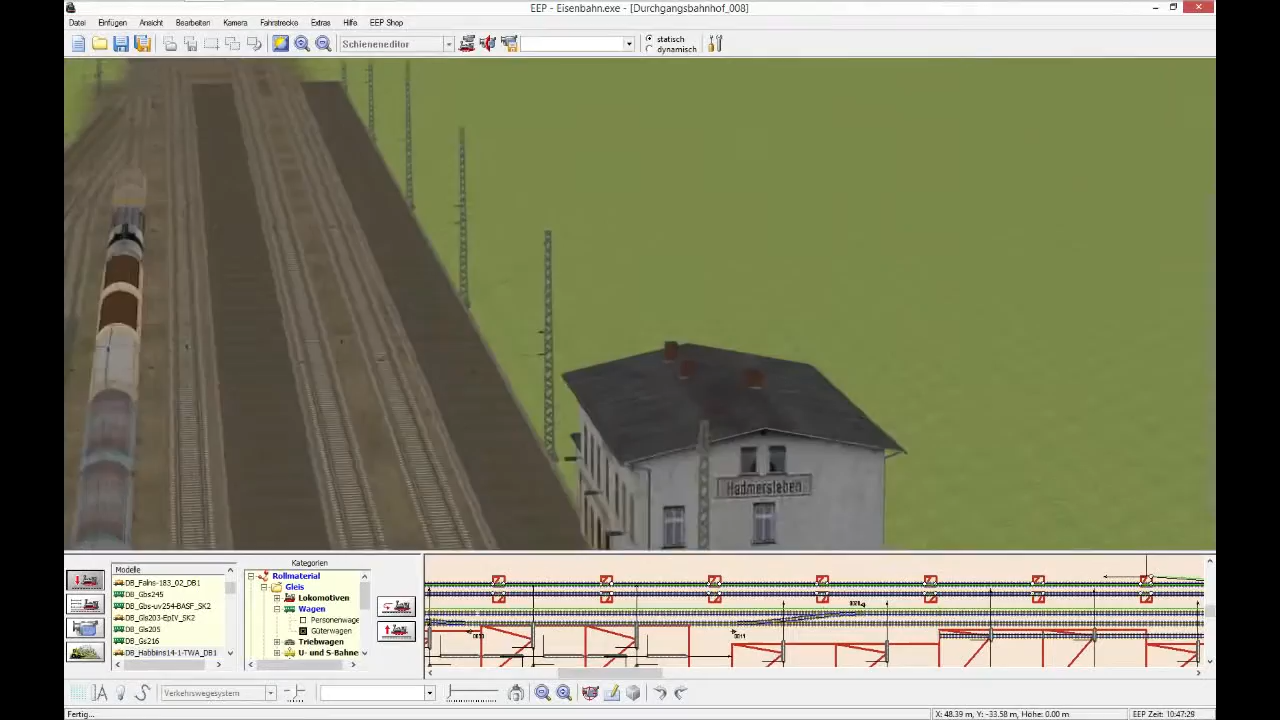 EEP - Eisenbahn.exe - [Durchgangsbahnhof_008]
Datei Einfügen Ansicht Bearbeiten Kamera Fahrstrecke Extras Hilfe EEP Shop
Schieneneditor
statisch
dynamisch
Hadmersleben
Modelle
DB_Falns-183_02_DB1
DB_Gbs245
DB_Gbs-uv254-BASF_SK2
DB_Gls203-EpIV_SK2
DB_Gls205
DB_Gs216
DB_Habbins14-1-TWA_DB1
Kategorien
Rollmaterial
Gleis
Lokomotiven
Wagen
Personenwage
Güterwagen
Triebwagen
U- und S-Bahne
Verkehrswegesystem
Fertig...
X: 48.39 m, Y: -33.58 m, Höhe: 0.00 m
EEP Zeit: 10:47:29